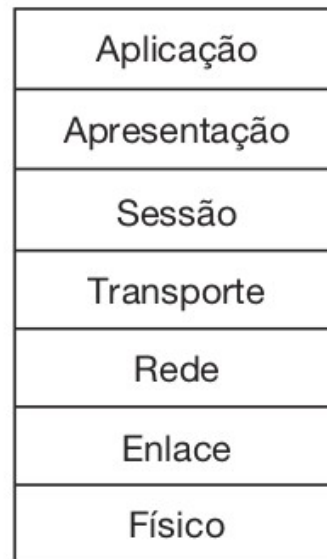 Aplicação
Apresentação
Sessão
Transporte
Rede
Enlace
Físico